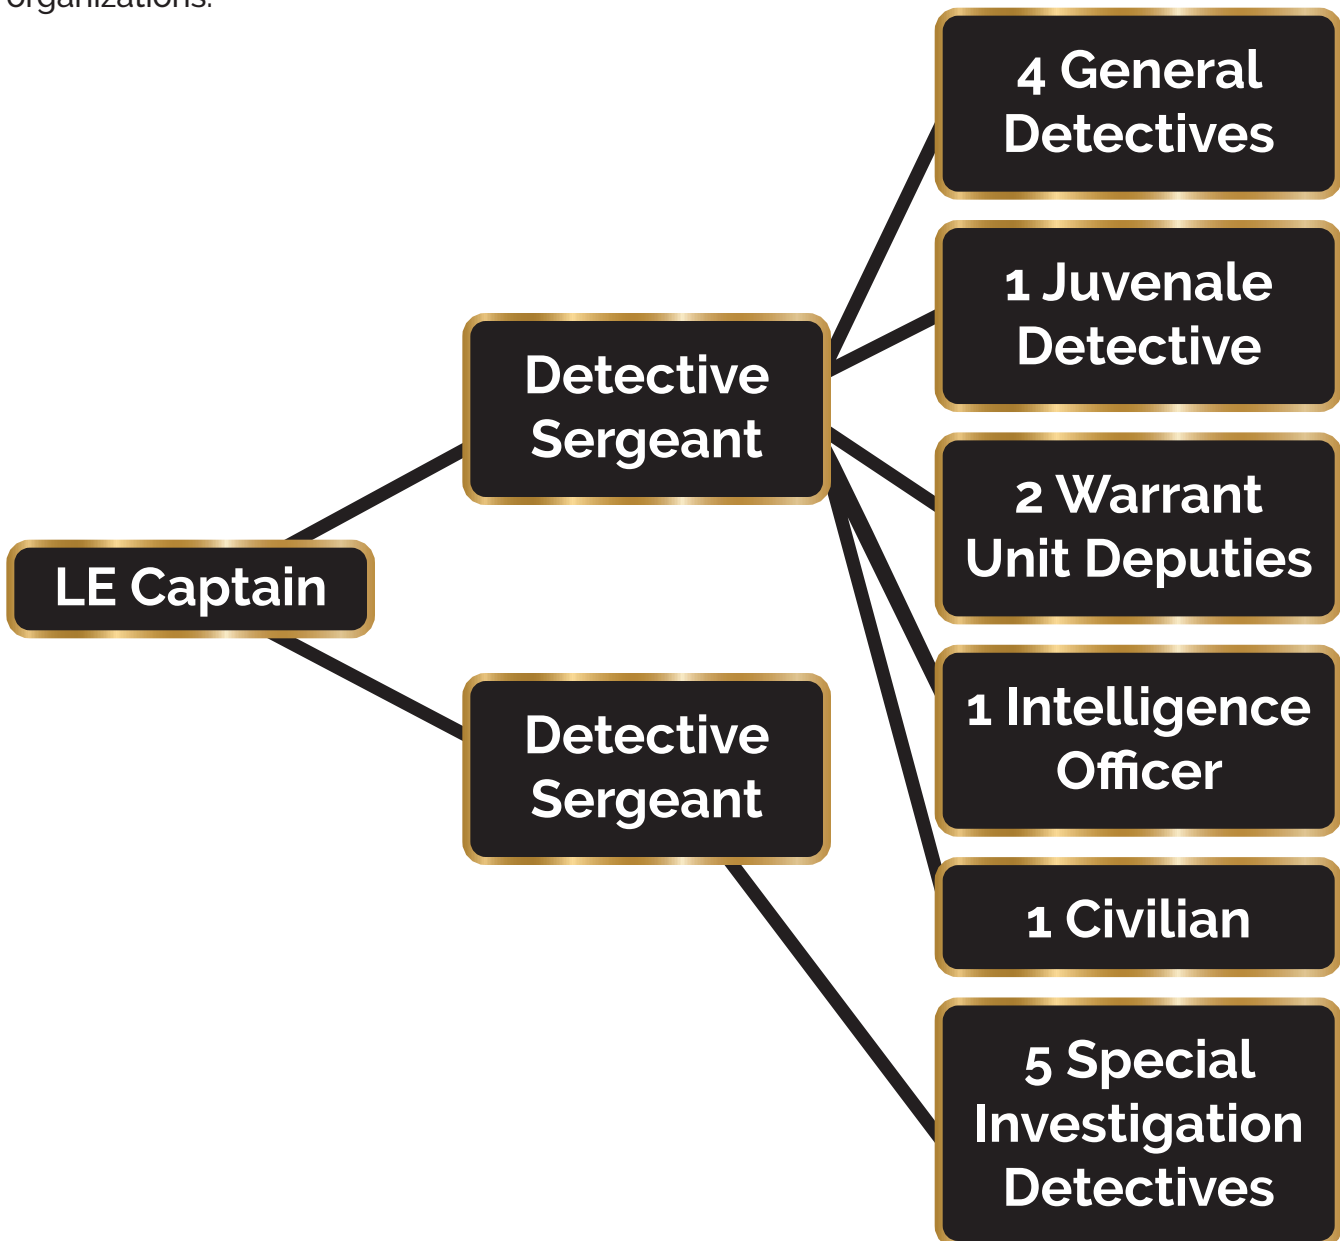 organizations.
4 General
Detectives
1 Juvenale
Detective
Detective
Sergeant
2 Warrant
Unit Deputies
LE Captain
1 Intelligence
Officer
Detective
Sergeant
1 Civilian
5 Special
Investigation
Detectives